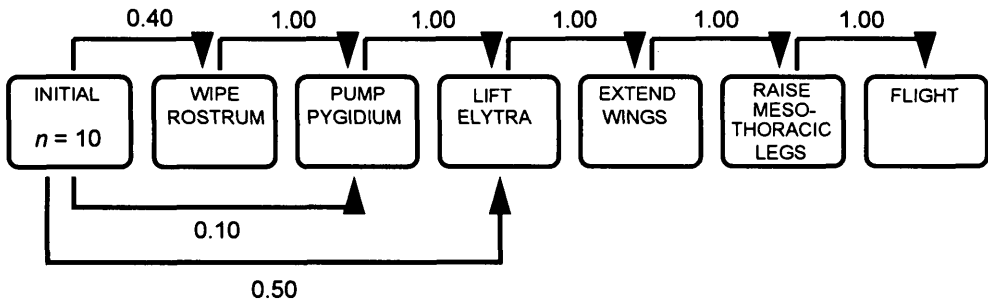 0.40
1.00
1.00
1.00
1.00
1.00
INITIAL
n = 10
WIPE
ROSTRUM
PUMP
PYGIDIUM
LIFT
ELYTRA
EXTEND
WINGS
RAISE
MESO-
THORACIC
LEGS
FLIGHT
0.10
0.50